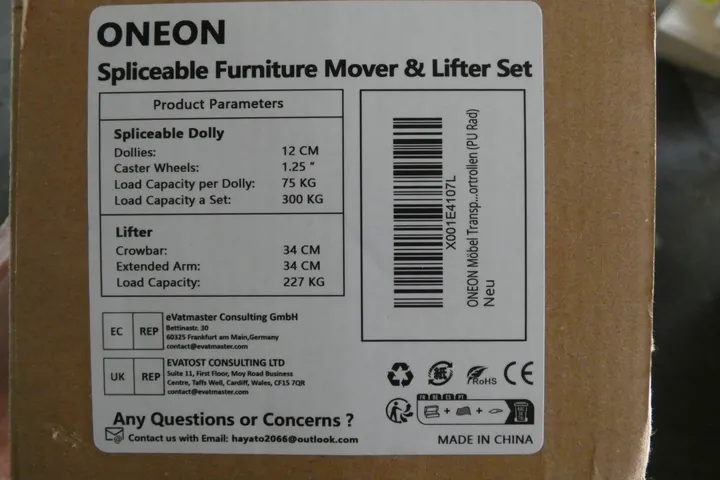 ONEON
Spliceable Furniture Mover & Lifter Set
Product Parameters
Spliceable Dolly
Dollies: 12 CM
Caster Wheels: 1.25 "
Load Capacity per Dolly: 75 KG
Load Capacity a Set: 300 KG
Lifter
Crowbar: 34 CM
Extended Arm: 34 CM
Load Capacity: 227 KG
X001E4107L
ONEON Möbel Transp...ortrollen (PU Rad)
Neu
EC REP
eVatmaster Consulting GmbH
Bettinastr. 30
60325 Frankfurt am Main,Germany
contact@evatmaster.com
UK REP
EVATOST CONSULTING LTD
Suite 11, First Floor, Moy Road Business
Centre, Taffs Well, Cardiff, Wales, CF15 7QR
contact@evatmaster.com
紙
RoHS
CE
FR BE ES PT
+ +
Any Questions or Concerns ?
Contact us with Email: hayato2066@outlook.com
MADE IN CHINA